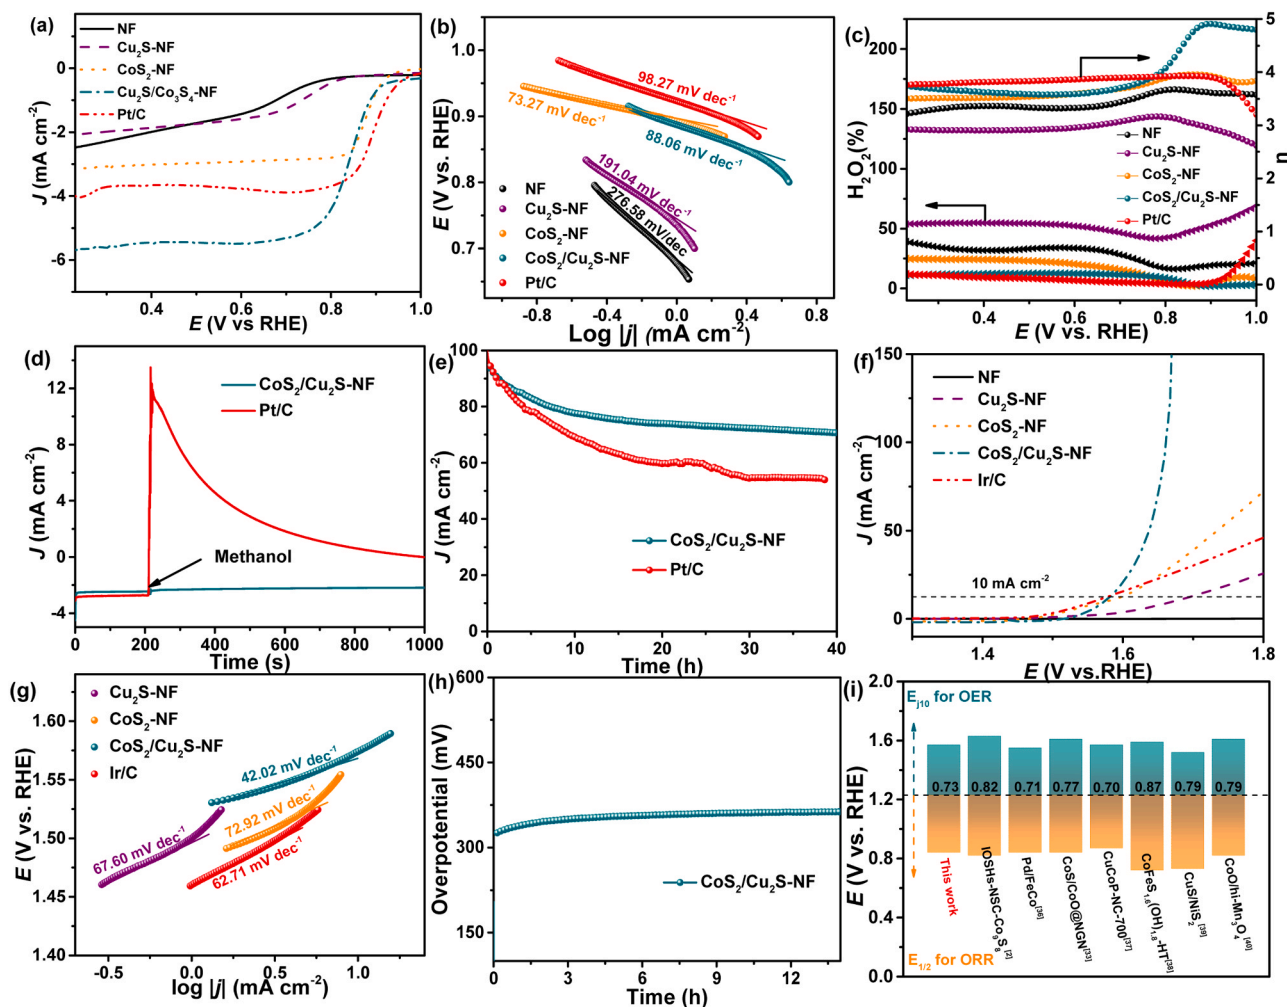 (a)
NF
Cu₂S-NF
CoS₂-NF
Cu₂S/Co₃S₄-NF
Pt/C
0
-2
-4
-6
J (mA cm⁻²)
0.4 0.6 0.8 1.0
E (V vs RHE)
(b)
1.0
0.9
0.8
0.7
E (V vs. RHE)
98.27 mV dec⁻¹
73.27 mV dec⁻¹
88.06 mV dec⁻¹
191.04 mV dec⁻¹
276.58 mV/dec
NF
Cu₂S-NF
CoS₂-NF
CoS₂/Cu₂S-NF
Pt/C
-0.8 -0.4 0.0 0.4 0.8
Log |j| (mA cm⁻²)
(c)
225
200
175
150
125
100
75
50
25
0
H₂O₂(%)
5
4
3
2
1
0
n
NF
Cu₂S-NF
CoS₂-NF
CoS₂/Cu₂S-NF
Pt/C
0.4 0.6 0.8 1.0
E (V vs. RHE)
(d)
CoS₂/Cu₂S-NF
Pt/C
12
8
4
0
-4
J (mA cm⁻²)
Methanol
0 200 400 600 800 1000
Time (s)
(e)
100
80
60
40
20
0
J (mA cm⁻²)
CoS₂/Cu₂S-NF
Pt/C
0 10 20 30 40
Time (h)
(f)
NF
Cu₂S-NF
CoS₂-NF
CoS₂/Cu₂S-NF
Ir/C
150
100
50
0
J (mA cm⁻²)
10 mA cm⁻²
1.4 1.6 1.8
E (V vs.RHE)
(g)
Cu₂S-NF
CoS₂-NF
CoS₂/Cu₂S-NF
Ir/C
1.60
1.55
1.50
1.45
1.40
E (V vs. RHE)
42.02 mV dec⁻¹
72.92 mV dec⁻¹
67.60 mV dec⁻¹
62.71 mV dec⁻¹
-0.5 0.0 0.5 1.0
log |j| (mA cm⁻²)
(h)
600
450
300
150
Overpotential (mV)
CoS₂/Cu₂S-NF
0 3 6 9 12
Time (h)
(i)
2.0
1.6
1.2
0.8
0.4
0.0
E (V vs. RHE)
E_j10 for OER
0.73 0.82 0.71 0.77 0.70 0.87 0.79 0.79
This work
IOSHs-NSC-Co₉S₈[2]
Pd/FeCo[36]
CoS/CoO@NGN[33]
CuCoP-NC-700[37]
CoFeS₁.₆(OH)₁.₈-HT[38]
CuS/NiS₂[39]
CoO/hi-Mn₃O₄[40]
E₁/₂ for ORR